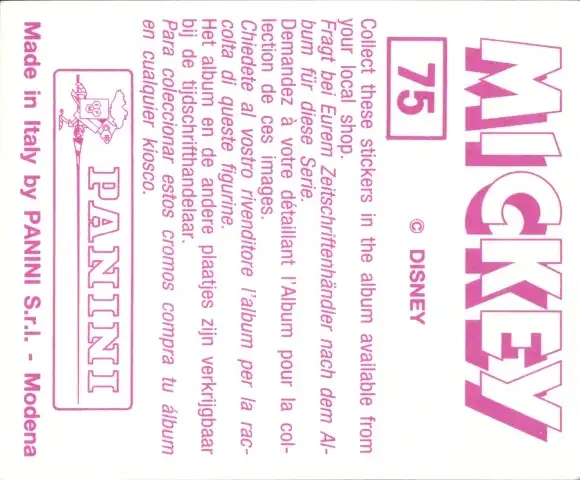 MICKEY
75
© DISNEY
Collect these stickers in the album available from
your local shop.
Fragt bei Eurem Zeitschriftenhändler nach dem Al-
bum für diese Serie.
Demandez à votre détaillant l'Album pour la col-
lection de ces images.
Chiedete al vostro rivenditore l'album per la rac-
colta di queste figurine.
Het album en de andere plaatjes zijn verkrijgbaar
bij de tijdschrifthandelaar.
Para coleccionar estos cromos compra tu álbum
en cualquier kiosco.
PANINI
Made in Italy by PANINI S.r.l. - Modena